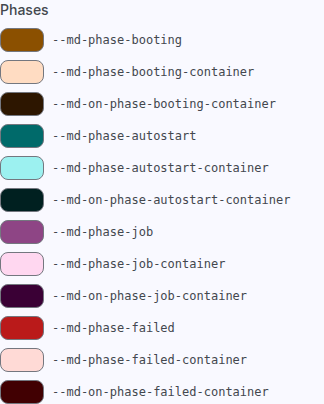 Phases
--md-phase-booting
--md-phase-booting-container
--md-on-phase-booting-container
--md-phase-autostart
--md-phase-autostart-container
--md-on-phase-autostart-container
--md-phase-job
--md-phase-job-container
--md-on-phase-job-container
--md-phase-failed
--md-phase-failed-container
--md-on-phase-failed-container